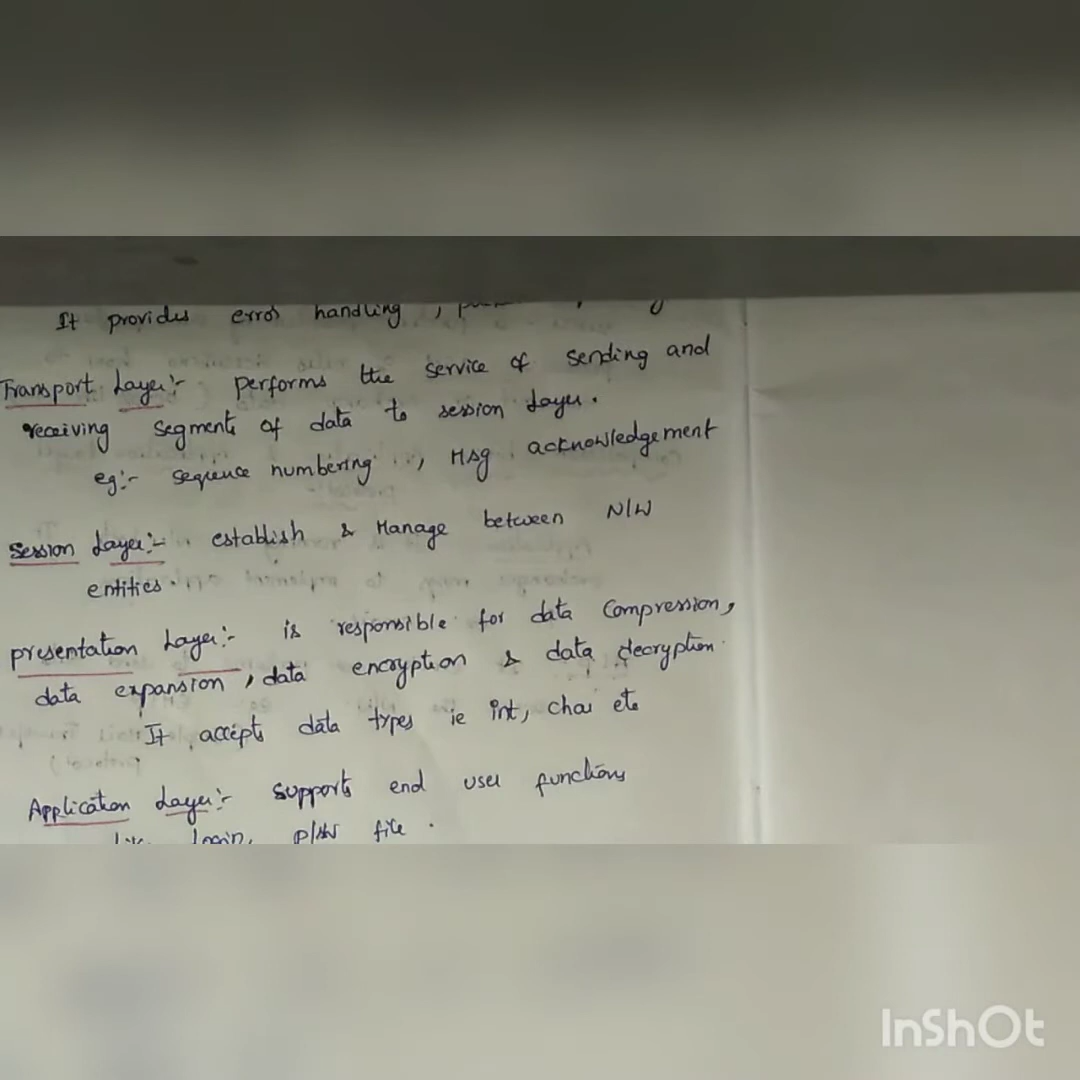 It provides error handling ,
Transport Layer:- performs the service of sending and
receiving segments of data to session Layer.
eg:- sequence numbering , Msg acknowledgement
Session Layer:- establish & Manage between N/W
entities.
presentation Layer:- is responsible for data Compression,
data expansion, data encryption & data decryption.
It accepts data types ie int, char etc
Application Layer:- supports end user functions
like login, file.
InShOt